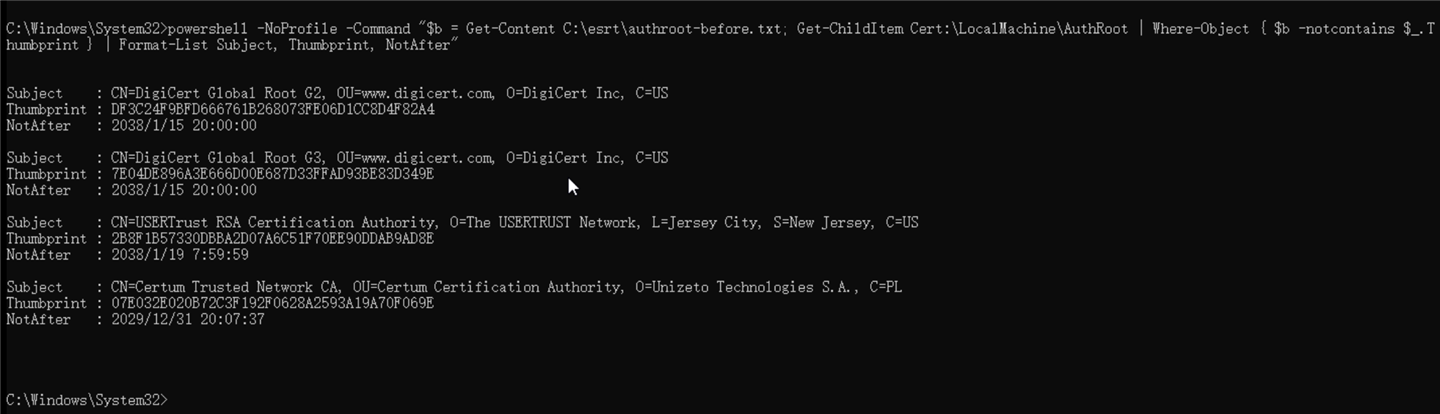 C:\Windows\System32>powershell -NoProfile -Command "$b = Get-Content C:\esrt\authroot-before.txt; Get-ChildItem Cert:\LocalMachine\AuthRoot | Where-Object { $b -notcontains $_.T
humbprint } | Format-List Subject, Thumbprint, NotAfter"
Subject    : CN=DigiCert Global Root G2, OU=www.digicert.com, O=DigiCert Inc, C=US
Thumbprint : DF3C24F9BFD666761B268073FE06D1CC8D4F82A4
NotAfter   : 2038/1/15 20:00:00
Subject    : CN=DigiCert Global Root G3, OU=www.digicert.com, O=DigiCert Inc, C=US
Thumbprint : 7E04DE896A3E666D00E687D33FFAD93BE83D349E
NotAfter   : 2038/1/15 20:00:00
Subject    : CN=USERTrust RSA Certification Authority, O=The USERTRUST Network, L=Jersey City, S=New Jersey, C=US
Thumbprint : 2B8F1B57330DBBA2D07A6C51F70EE90DDAB9AD8E
NotAfter   : 2038/1/19 7:59:59
Subject    : CN=Certum Trusted Network CA, OU=Certum Certification Authority, O=Unizeto Technologies S.A., C=PL
Thumbprint : 07E032E020B72C3F192F0628A2593A19A70F069E
NotAfter   : 2029/12/31 20:07:37
C:\Windows\System32>